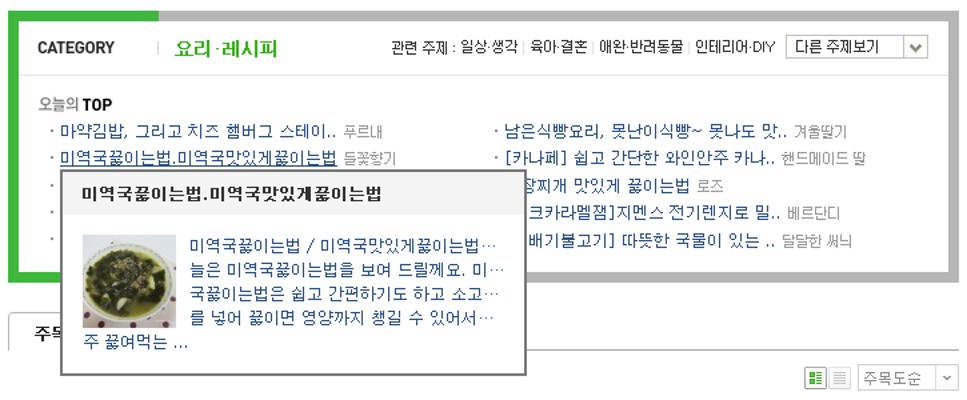 CATEGORY
요리·레시피
관련 주제 : 일상·생각 육아·결혼 애완·반려동물 인테리어·DIY 다른 주제보기
오늘의 TOP
· 마약김밥, 그리고 치즈 햄버그 스테이.. 푸르내
· 남은식빵요리, 못난이식빵~ 못나도 맛.. 겨울딸기
· 미역국끓이는법.미역국맛있게끓이는법 들꽃향기
· [카나페] 쉽고 간단한 와인안주 카나.. 핸드메이드 딸
장찌개 맛있게 끓이는법 로즈
크카라멜잼]지멘스 전기렌지로 밀.. 베르단디
배기불고기] 따뜻한 국물이 있는 .. 달달한 써니
미역국끓이는법.미역국맛있게끓이는법
미역국끓이는법 / 미역국맛있게끓이는법…
늘은 미역국끓이는법을 보여 드릴께요. 미…
국끓이는법은 쉽고 간편하기도 하고 소고…
를 넣어 끓이면 영양까지 챙길 수 있어서…
주 끓여먹는 ...
주목도순